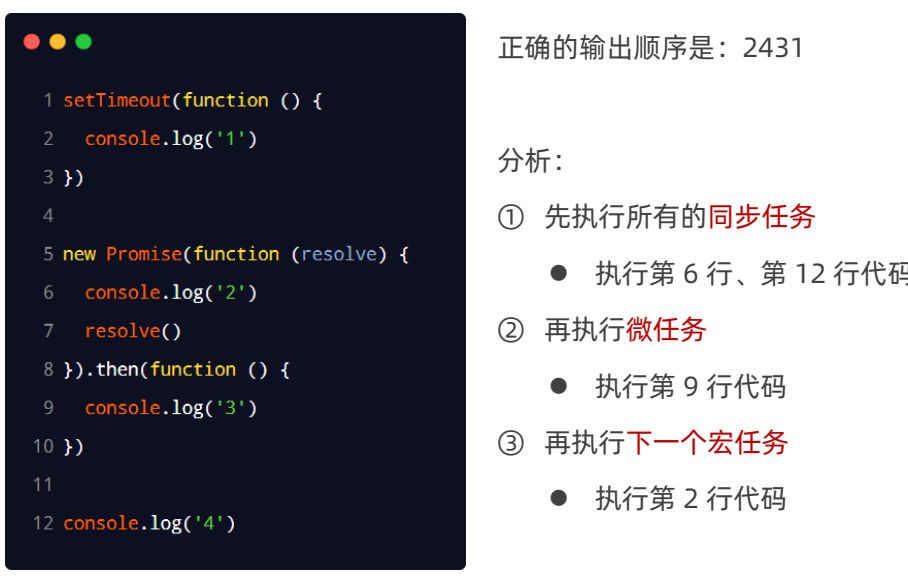 1 setTimeout(function () {
2   console.log('1')
3 })
4
5 new Promise(function (resolve) {
6   console.log('2')
7   resolve()
8 }).then(function () {
9   console.log('3')
10 })
11
12 console.log('4')
正确的输出顺序是：2431
分析：
① 先执行所有的同步任务
● 执行第 6 行、第 12 行代码
② 再执行微任务
● 执行第 9 行代码
③ 再执行下一个宏任务
● 执行第 2 行代码